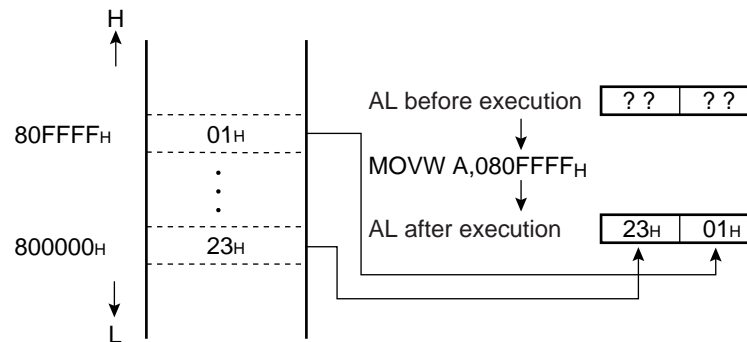 H
80FFFFH
01H
800000H
23H
L
AL before execution
? ? ? ?
MOVW A,080FFFFH
AL after execution
23H 01H